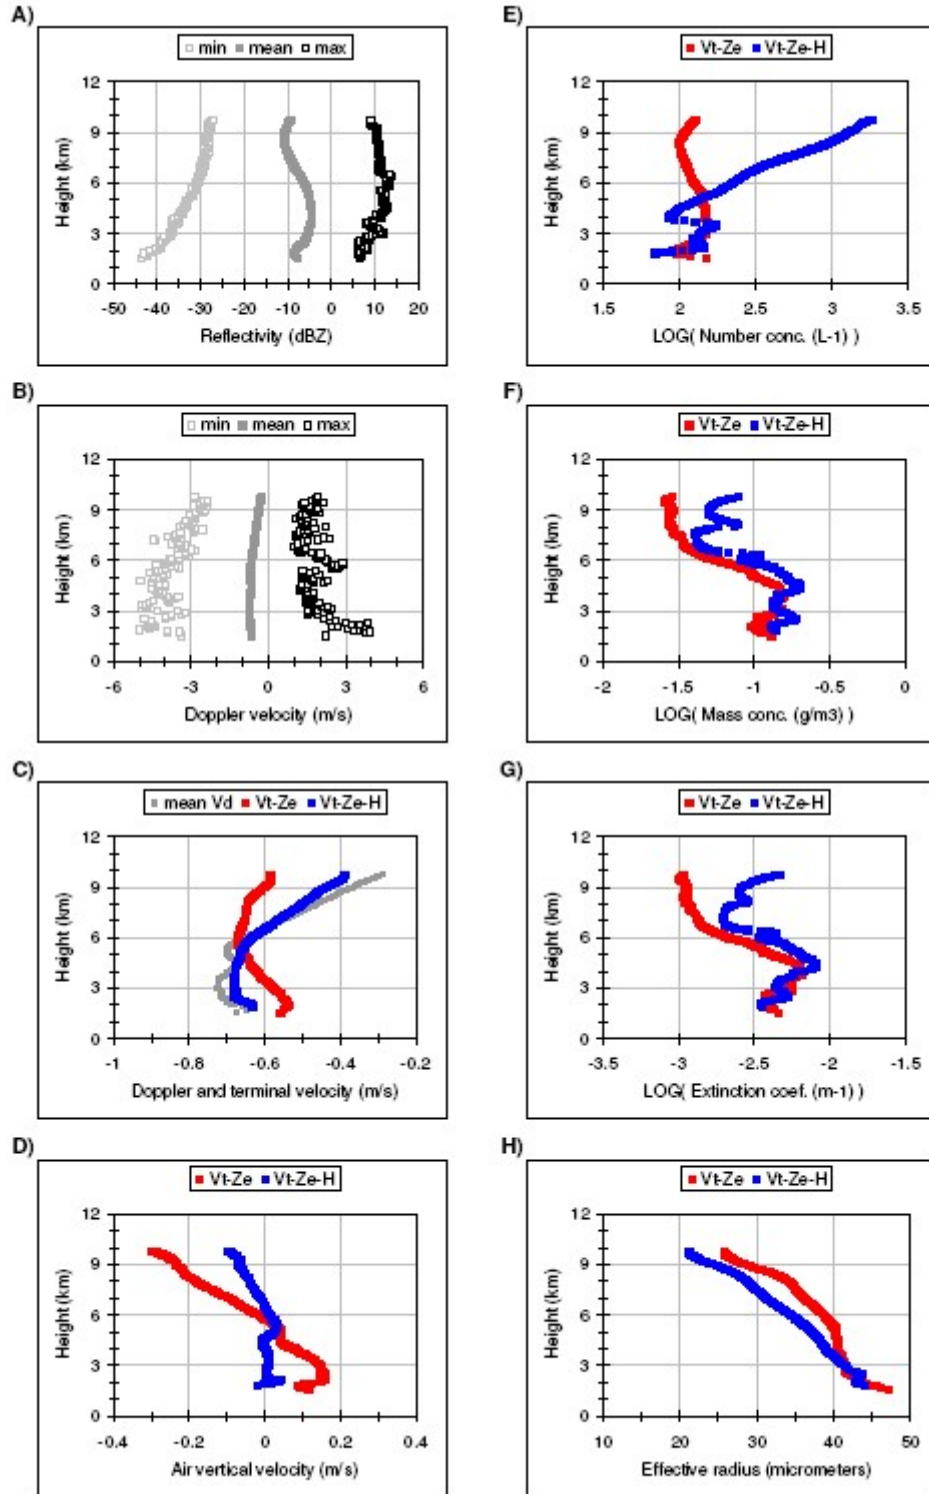 A)
min mean max
12
9
6
3
0
Height (km)
-50 -40 -30 -20 -10 0 10 20
Reflectivity (dBZ)
B)
min mean max
12
9
6
3
0
Height (km)
-6 -3 0 3 6
Doppler velocity (m/s)
C)
mean Vd Vt-Ze Vt-Ze-H
12
9
6
3
0
Height (km)
-1 -0.8 -0.6 -0.4 -0.2
Doppler and terminal velocity (m/s)
D)
Vt-Ze Vt-Ze-H
12
9
6
3
0
Height (km)
-0.4 -0.2 0 0.2 0.4
Air vertical velocity (m/s)
E)
Vt-Ze Vt-Ze-H
12
9
6
3
0
Height (km)
1.5 2 2.5 3 3.5
LOG( Number conc. (L-1) )
F)
Vt-Ze Vt-Ze-H
12
9
6
3
0
Height (km)
-2 -1.5 -1 -0.5 0
LOG( Mass conc. (g/m3) )
G)
Vt-Ze Vt-Ze-H
12
9
6
3
0
Height (km)
-3.5 -3 -2.5 -2 -1.5
LOG( Extinction coef. (m-1) )
H)
Vt-Ze Vt-Ze-H
12
9
6
3
0
Height (km)
10 20 30 40 50
Effective radius (micrometers)